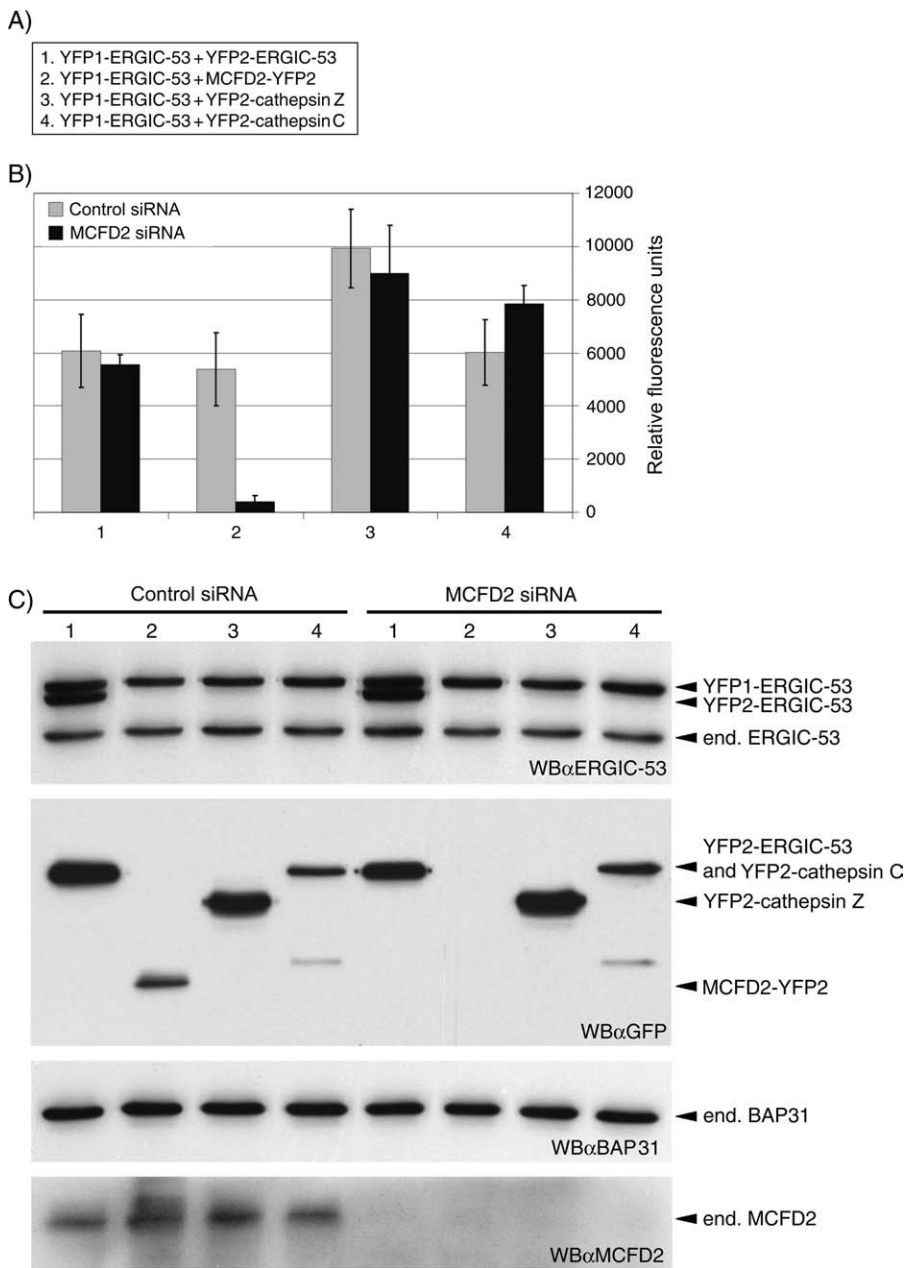 A)
1. YFP1-ERGIC-53+YFP2-ERGIC-53
2. YFP1-ERGIC-53+MCFD2-YFP2
3. YFP1-ERGIC-53+YFP2-cathepsin Z
4. YFP1-ERGIC-53+YFP2-cathepsin C
B)
Control siRNA
MCFD2 siRNA
12000
10000
8000
6000
4000
2000
0
Relative fluorescence units
1 2 3 4
C)
Control siRNA MCFD2 siRNA
1 2 3 4 1 2 3 4
YFP1-ERGIC-53
YFP2-ERGIC-53
end. ERGIC-53
WBαERGIC-53
YFP2-ERGIC-53
and YFP2-cathepsin C
YFP2-cathepsin Z
MCFD2-YFP2
WBαGFP
end. BAP31
WBαBAP31
end. MCFD2
WBαMCFD2